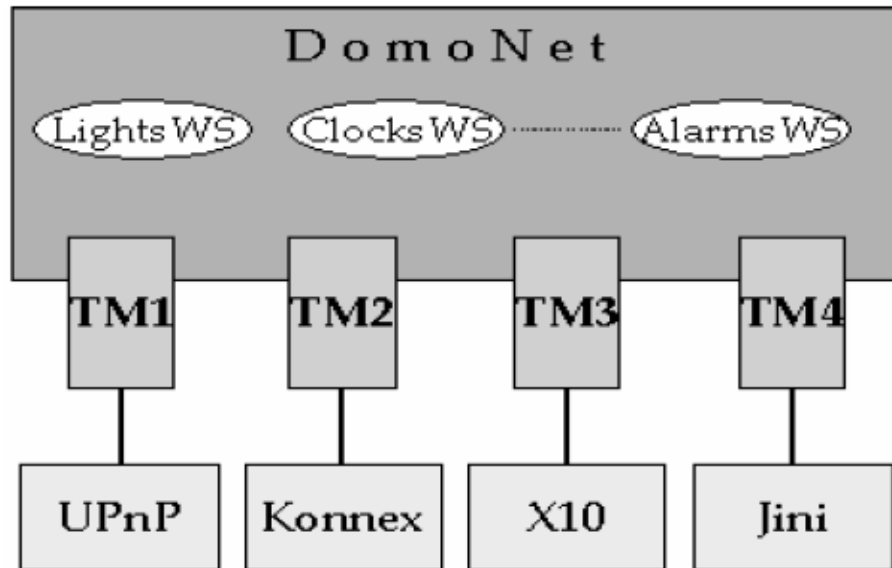 DomoNet
Lights WS Clocks WS Alarms WS
TM1 TM2 TM3 TM4
UPnP Konnex X10 Jini